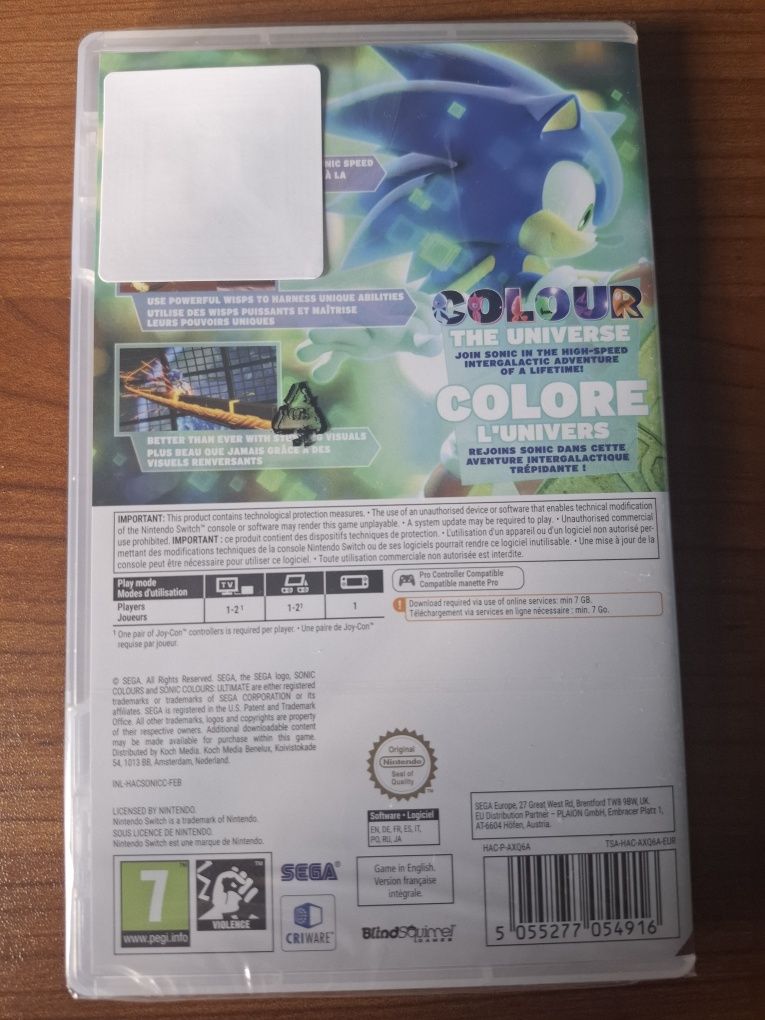 NIC SPEED
À LA
USE POWERFUL WISPS TO HARNESS UNIQUE ABILITIES
UTILISE DES WISPS PUISSANTS ET MAÎTRISE
LEURS POUVOIRS UNIQUES
COLOUR
THE UNIVERSE
JOIN SONIC IN THE HIGH-SPEED
INTERGALACTIC ADVENTURE
OF A LIFETIME!
COLORE
L'UNIVERS
REJOINS SONIC DANS CETTE
AVENTURE INTERGALACTIQUE
TRÉPIDANTE !
BETTER THAN EVER WITH VISUALS
PLUS BEAU QUE JAMAIS GRÂCE À DES
VISUELS RENVERSANTS
IMPORTANT: This product contains technological protection measures. • The use of an unauthorised device or software that enables technical modification
of the Nintendo Switch™ console or software may render this game unplayable. • A system update may be required to play. • Unauthorised commercial
use prohibited. IMPORTANT : ce produit contient des dispositifs techniques de protection. • L'utilisation d'un appareil ou d'un logiciel non autorisé per-
mettant des modifications techniques de la console Nintendo Switch ou de ses logiciels pourrait rendre ce logiciel inutilisable. • Une mise à jour de la
console peut être nécessaire pour utiliser ce logiciel. • Toute utilisation commerciale non autorisée est interdite.
Play mode
Modes d'utilisation
TV
Players
Joueurs
1-2¹
1-2¹
1
Pro Controller Compatible
Compatible manette Pro
! Download required via use of online services: min 7 GB.
Téléchargement via services en ligne nécessaire : min. 7 Go.
¹ One pair of Joy-Con™ controllers is required per player. • Une paire de Joy-Con™
requise par joueur.
© SEGA. All Rights Reserved. SEGA, the SEGA logo, SONIC
COLOURS and SONIC COLOURS: ULTIMATE are either registered
trademarks or trademarks of SEGA CORPORATION or its
affiliates. SEGA is registered in the U.S. Patent and Trademark
Office. All other trademarks, logos and copyrights are property
of their respective owners. Additional downloadable content
may be made available for purchase within this game.
Distributed by Koch Media. Koch Media Benelux, Koivistokade
54, 1013 BB, Amsterdam, Nederland.
INL-HACSONICC-FEB
LICENSED BY NINTENDO.
Nintendo Switch is a trademark of Nintendo.
SOUS LICENCE DE NINTENDO.
Nintendo Switch est une marque de Nintendo.
Original
Nintendo
Seal of
Quality
TM
Software • Logiciel
EN, DE, FR, ES, IT,
PO, RU, JA
SEGA Europe, 27 Great West Rd, Brentford TW8 9BW, UK.
EU Distribution Partner – PLAION GmbH, Embracer Platz 1,
AT-6604 Höfen, Austria.
HAC-P-AXQ6A
TSA-HAC-AXQ6A-EUR
7
www.pegi.info
VIOLENCE
SEGA®
CRIWARE™
Game in English.
Version française
intégrale.
BlindSquirrel
GAMES
5 055277 054916